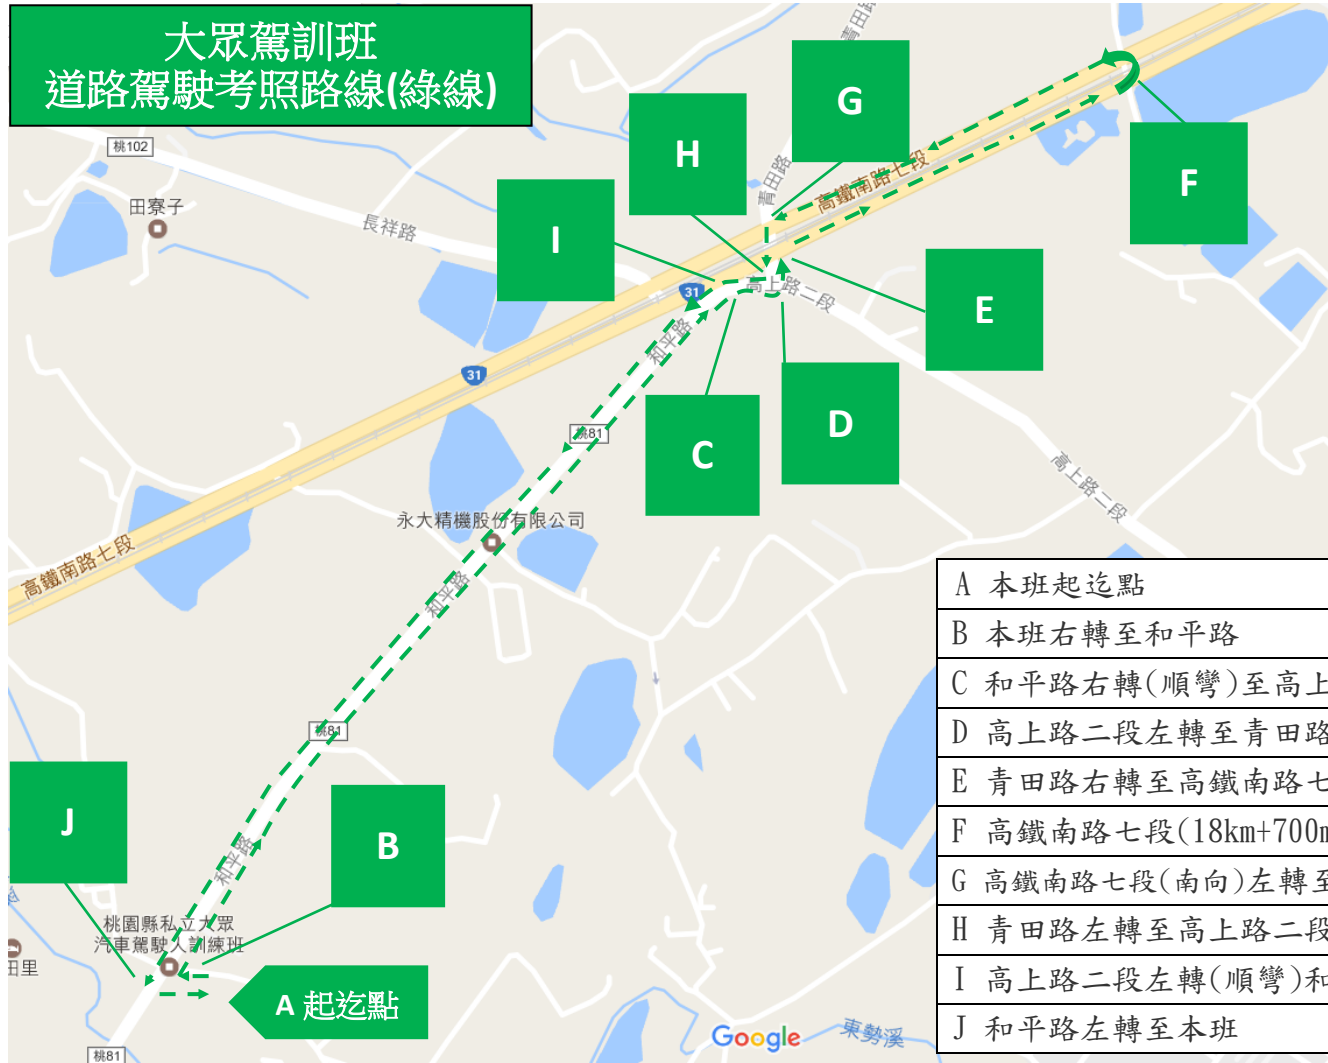 大眾駕訓班
道路駕駛考照路線(綠線)
青田路
G
H
F
桃102
田寮子
長祥路
青田路
高鐵南路七段
I
31
高上路二段
E
和平路
31
C
D
桃81
高上路二段
永大精機股份有限公司
高鐵南路七段
和平路
桃81
J
B
和平路
桃園縣私立大眾
汽車駕駛人訓練班
田里
A 起迄點
桃81
Google
東勢溪
A 本班起迄點
B 本班右轉至和平路
C 和平路右轉(順彎)至高上
D 高上路二段左轉至青田路
E 青田路右轉至高鐵南路七
F 高鐵南路七段(18km+700m
G 高鐵南路七段(南向)左轉至
H 青田路左轉至高上路二段
I 高上路二段左轉(順彎)和
J 和平路左轉至本班